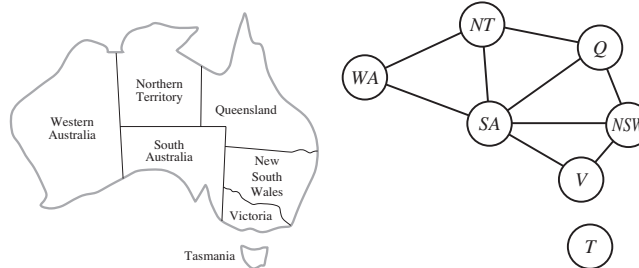 Northern
Territory
Western
Australia
Queensland
South
Australia
New
South
Wales
Victoria
Tasmania
NT
Q
WA
SA
NSW
V
T